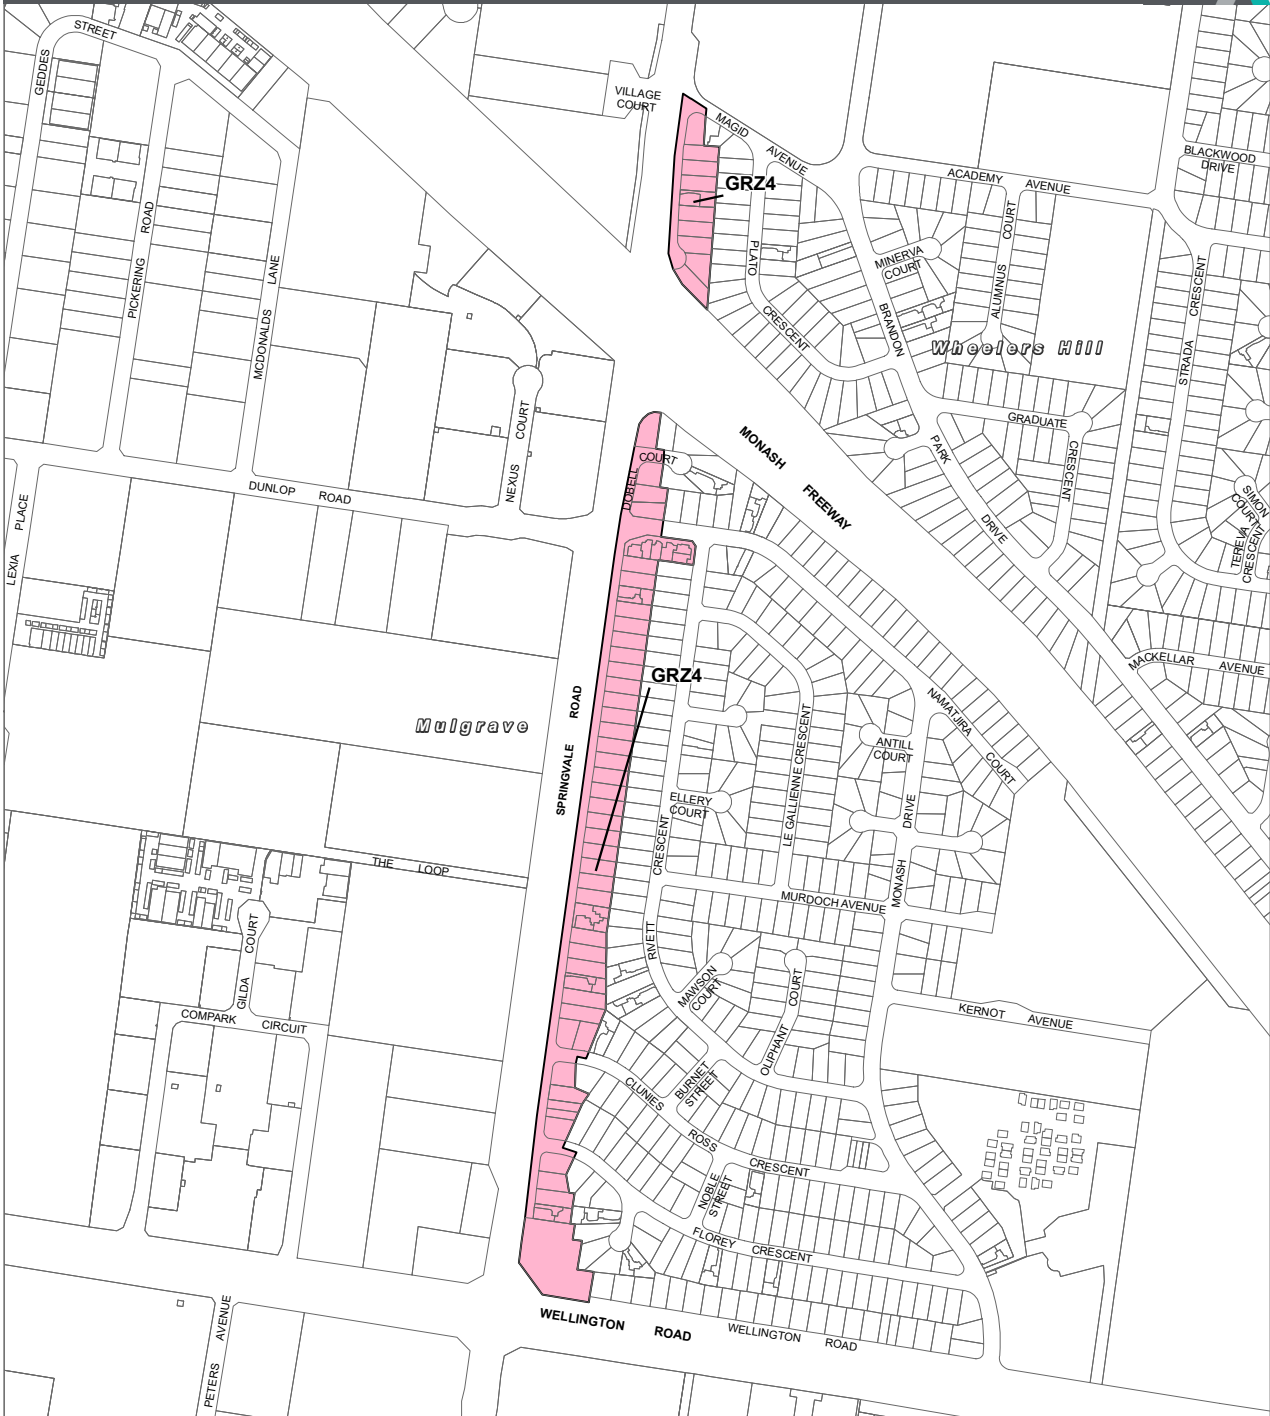 STREET
GEDDES
VILLAGE
COURT
MAGID
AVENUE
BLACKWOOD
DRIVE
ACADEMY
AVENUE
GRZ4
PICKERING
ROAD
MCDONALDS
LANE
PLATO
CRESCENT
MINERVA
COURT
ALUMNUS
COURT
BRANDON
PARK
DRIVE
STRADA
CRESCENT
Wheelers Hill
GRADUATE
CRESCENT
MONASH
FREEWAY
NEXUS
COURT
DOBELL
COURT
DUNLOP
ROAD
LEXIA
PLACE
SIMON
COURT
TEREVA
CRESCENT
MACKELLAR
AVENUE
GRZ4
Mulgrave
SPRINGVALE
ROAD
NAMATJIRA
COURT
ANTILL
COURT
LE GALLIENNE CRESCENT
ELLERY
COURT
MONASH
DRIVE
RIVETT
CRESCENT
THE
LOOP
MURDOCH AVENUE
GILDA
COURT
MAWSON
COURT
OLIPHANT
COURT
COMPARK
CIRCUIT
KERNOT
AVENUE
CLUNIES
ROSS
CRESCENT
BURNET
STREET
NOBLE
STREET
FLOREY
CRESCENT
WELLINGTON
ROAD
WELLINGTON
ROAD
PETERS
AVENUE